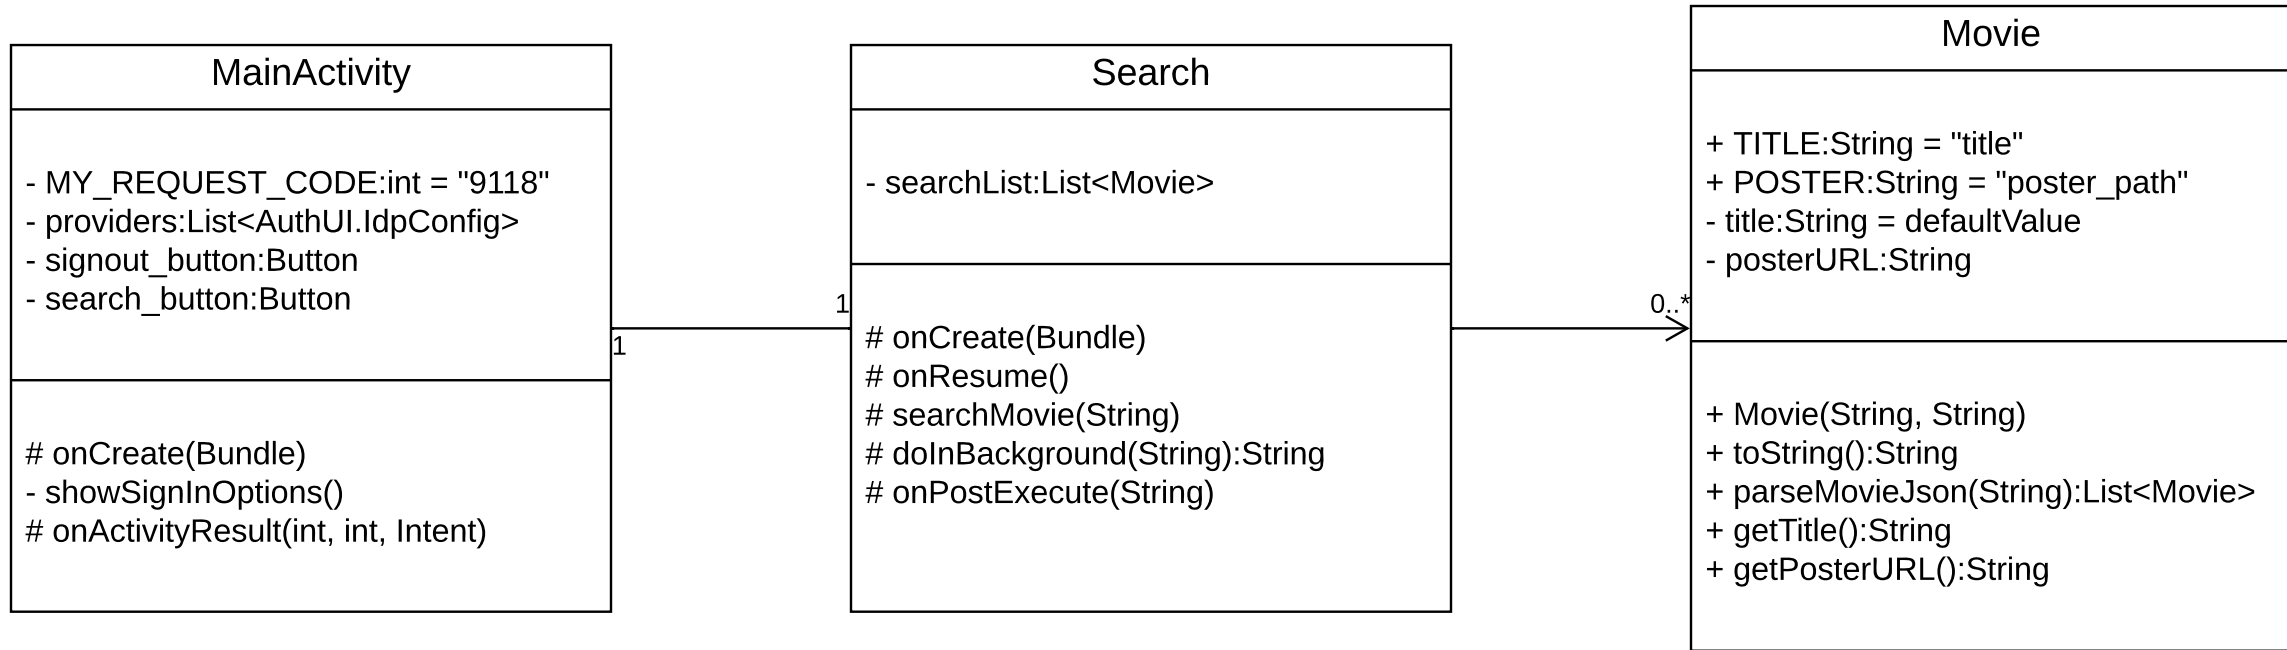 MainActivity
- MY_REQUEST_CODE:int = "9118"
- providers:List<AuthUI.IdpConfig>
- signout_button:Button
- search_button:Button
# onCreate(Bundle)
- showSignInOptions()
# onActivityResult(int, int, Intent)
1
1
Search
- searchList:List<Movie>
# onCreate(Bundle)
# onResume()
# searchMovie(String)
# doInBackground(String):String
# onPostExecute(String)
0..*
Movie
+ TITLE:String = "title"
+ POSTER:String = "poster_path"
- title:String = defaultValue
- posterURL:String
+ Movie(String, String)
+ toString():String
+ parseMovieJson(String):List<Movie>
+ getTitle():String
+ getPosterURL():String